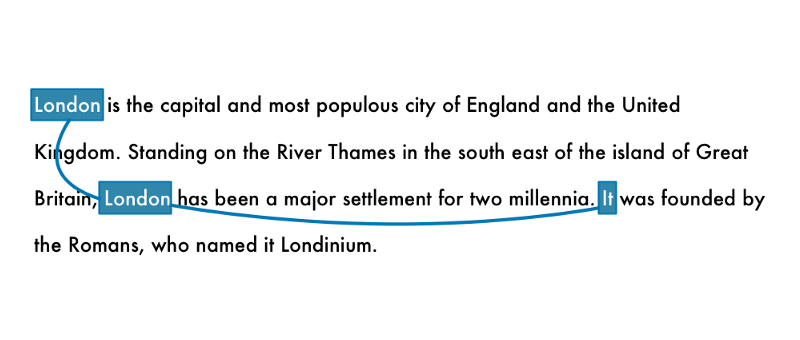 London is the capital and most populous city of England and the United
Kingdom. Standing on the River Thames in the south east of the island of Great
Britain, London has been a major settlement for two millennia. It was founded by
the Romans, who named it Londinium.